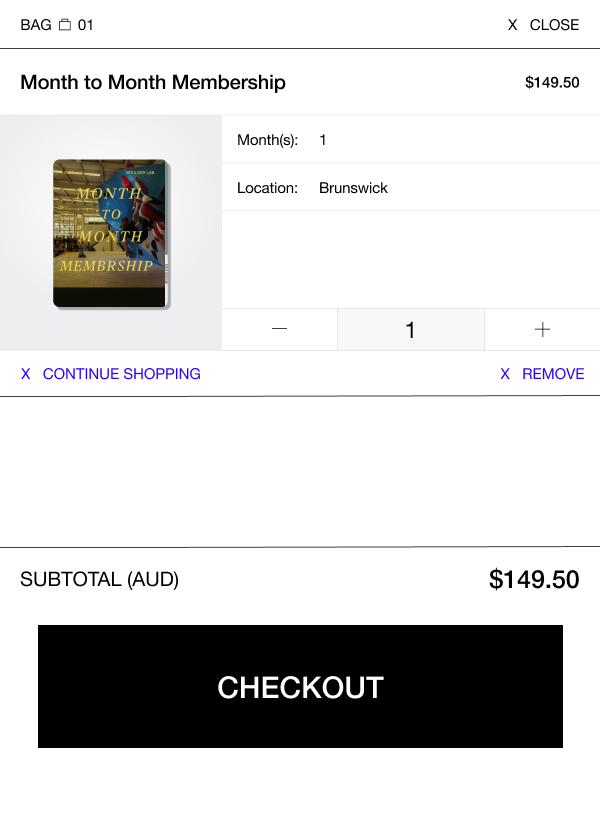 BAG 01
X CLOSE
Month to Month Membership
$149.50
BOULDER LAB
MONTH
TO
MONTH
MEMBRSHIP
Month(s): 1
Location: Brunswick
1
X CONTINUE SHOPPING
X REMOVE
SUBTOTAL (AUD)
$149.50
CHECKOUT